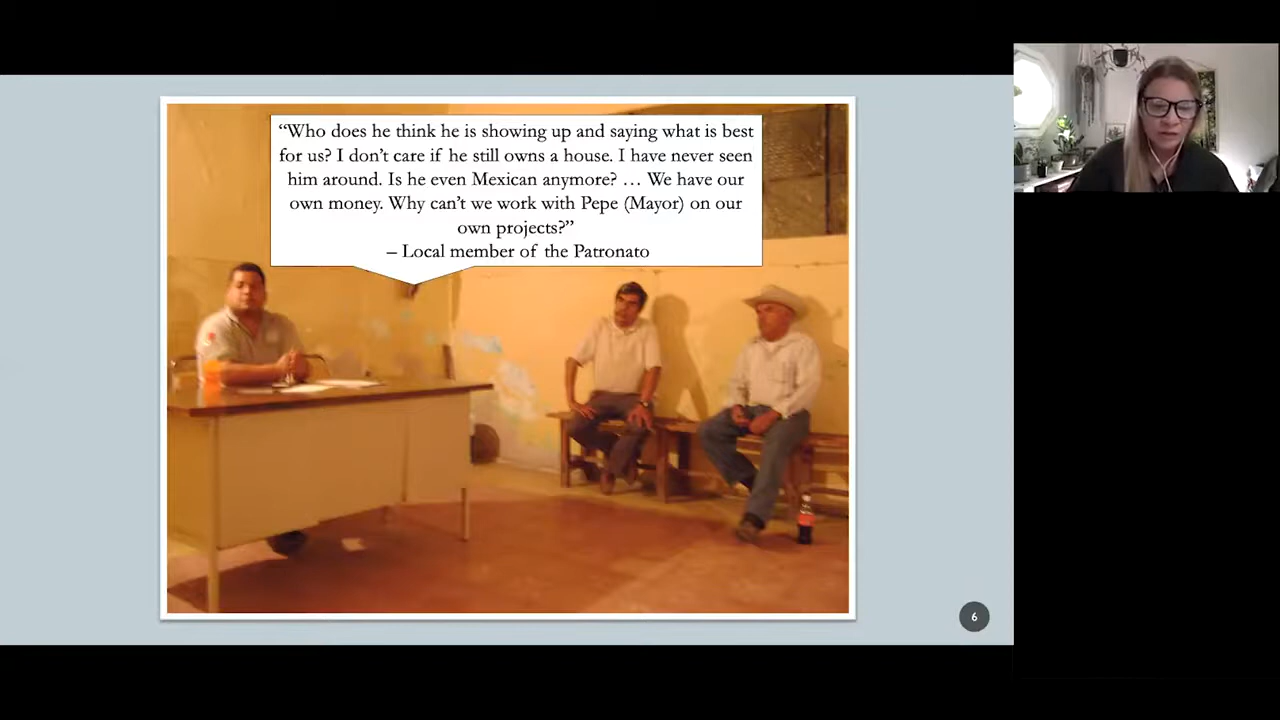 “Who does he think he is showing up and saying what is best
for us? I don’t care if he still owns a house. I have never seen
him around. Is he even Mexican anymore? … We have our
own money. Why can’t we work with Pepe (Mayor) on our
own projects?”
– Local member of the Patronato
6